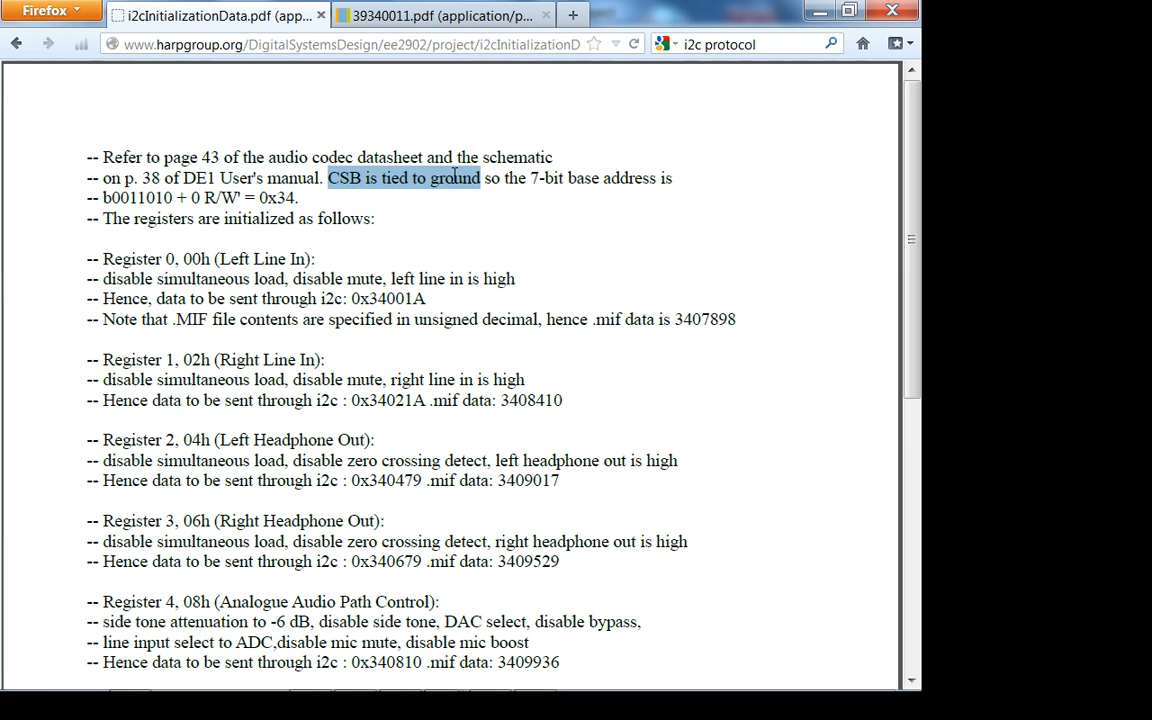 Firefox
i2cInitializationData.pdf (app...
39340011.pdf (application/p...
www.harpgroup.org/DigitalSystemsDesign/ee2902/project/i2cInitializationD
i2c protocol
-- Refer to page 43 of the audio codec datasheet and the schematic
-- on p. 38 of DE1 User's manual. CSB is tied to ground so the 7-bit base address is
-- b0011010 + 0 R/W' = 0x34.
-- The registers are initialized as follows:
-- Register 0, 00h (Left Line In):
-- disable simultaneous load, disable mute, left line in is high
-- Hence, data to be sent through i2c: 0x34001A
-- Note that .MIF file contents are specified in unsigned decimal, hence .mif data is 3407898
-- Register 1, 02h (Right Line In):
-- disable simultaneous load, disable mute, right line in is high
-- Hence data to be sent through i2c : 0x34021A .mif data: 3408410
-- Register 2, 04h (Left Headphone Out):
-- disable simultaneous load, disable zero crossing detect, left headphone out is high
-- Hence data to be sent through i2c : 0x340479 .mif data: 3409017
-- Register 3, 06h (Right Headphone Out):
-- disable simultaneous load, disable zero crossing detect, right headphone out is high
-- Hence data to be sent through i2c : 0x340679 .mif data: 3409529
-- Register 4, 08h (Analogue Audio Path Control):
-- side tone attenuation to -6 dB, disable side tone, DAC select, disable bypass,
-- line input select to ADC,disable mic mute, disable mic boost
-- Hence data to be sent through i2c : 0x340810 .mif data: 3409936